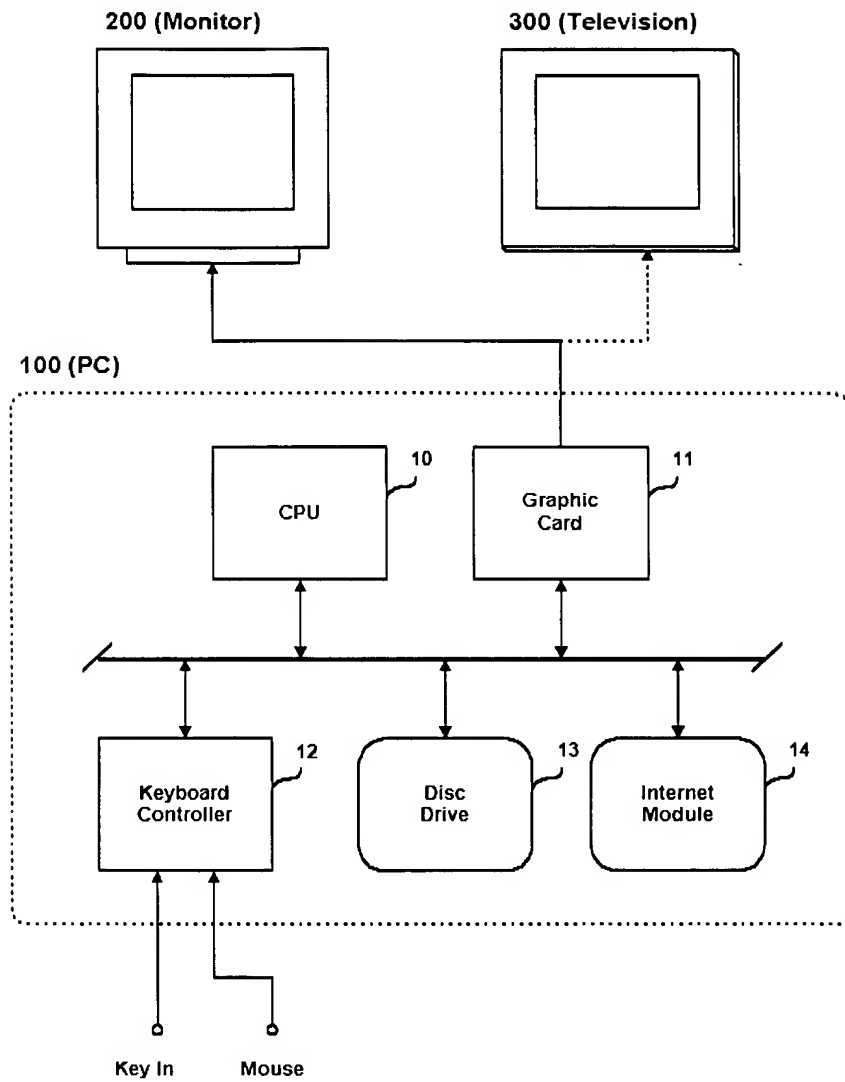 200 (Monitor)
300 (Television)
100 (PC)
10
11
CPU
Graphic
Card
12
13
14
Keyboard
Controller
Disc
Drive
Internet
Module
Key In
Mouse